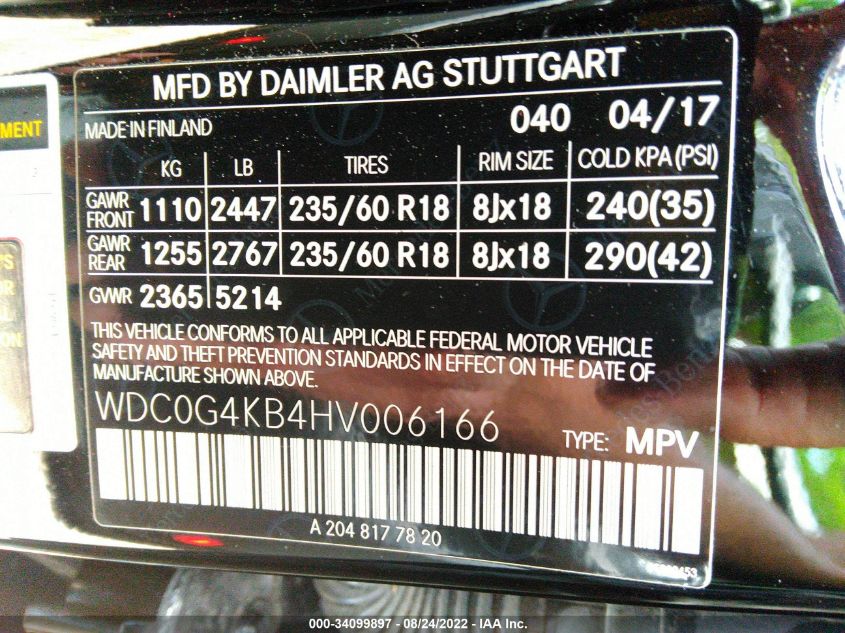 MFD BY DAIMLER AG STUTTGART
MADE IN FINLAND 040 04/17
KG LB TIRES RIM SIZE COLD KPA (PSI)
GAWR FRONT 1110 2447 235/60 R18 8Jx18 240(35)
GAWR REAR 1255 2767 235/60 R18 8Jx18 290(42)
GVWR 2365 5214
THIS VEHICLE CONFORMS TO ALL APPLICABLE FEDERAL MOTOR VEHICLE
SAFETY AND THEFT PREVENTION STANDARDS IN EFFECT ON THE DATE OF
MANUFACTURE SHOWN ABOVE.
WDC0G4KB4HV006166 TYPE: MPV
A 204 817 78 20
000-34099897 - 08/24/2022 - IAA Inc.